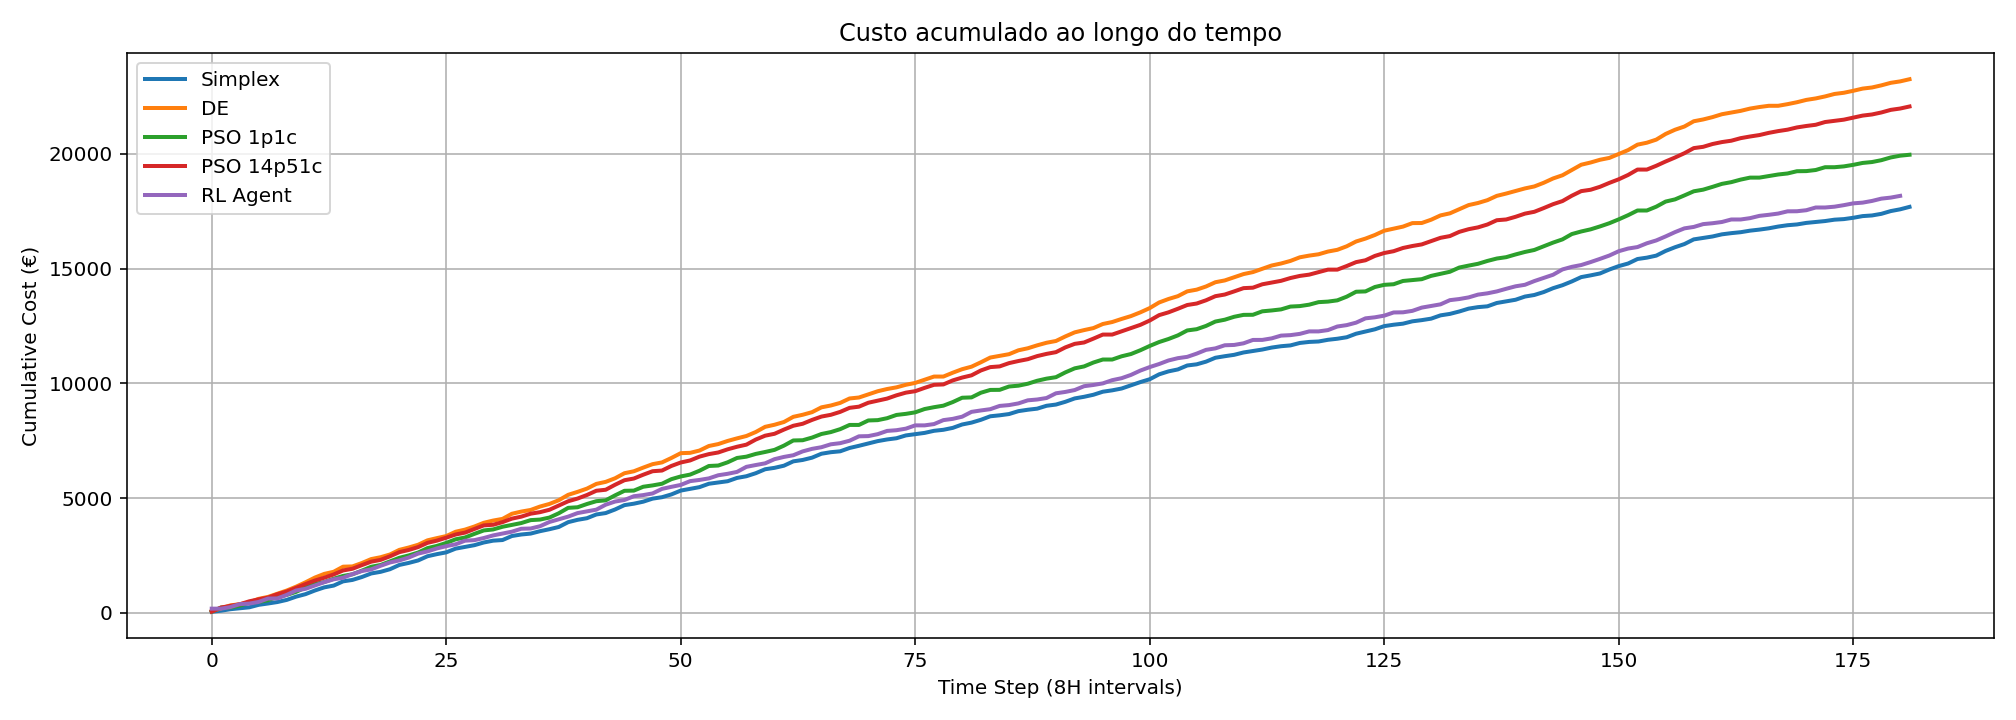 Custo acumulado ao longo do tempo
Simplex
DE
PSO 1p1c
PSO 14p51c
RL Agent
Cumulative Cost (€)
20000
15000
10000
5000
0
0 25 50 75 100 125 150 175
Time Step (8H intervals)